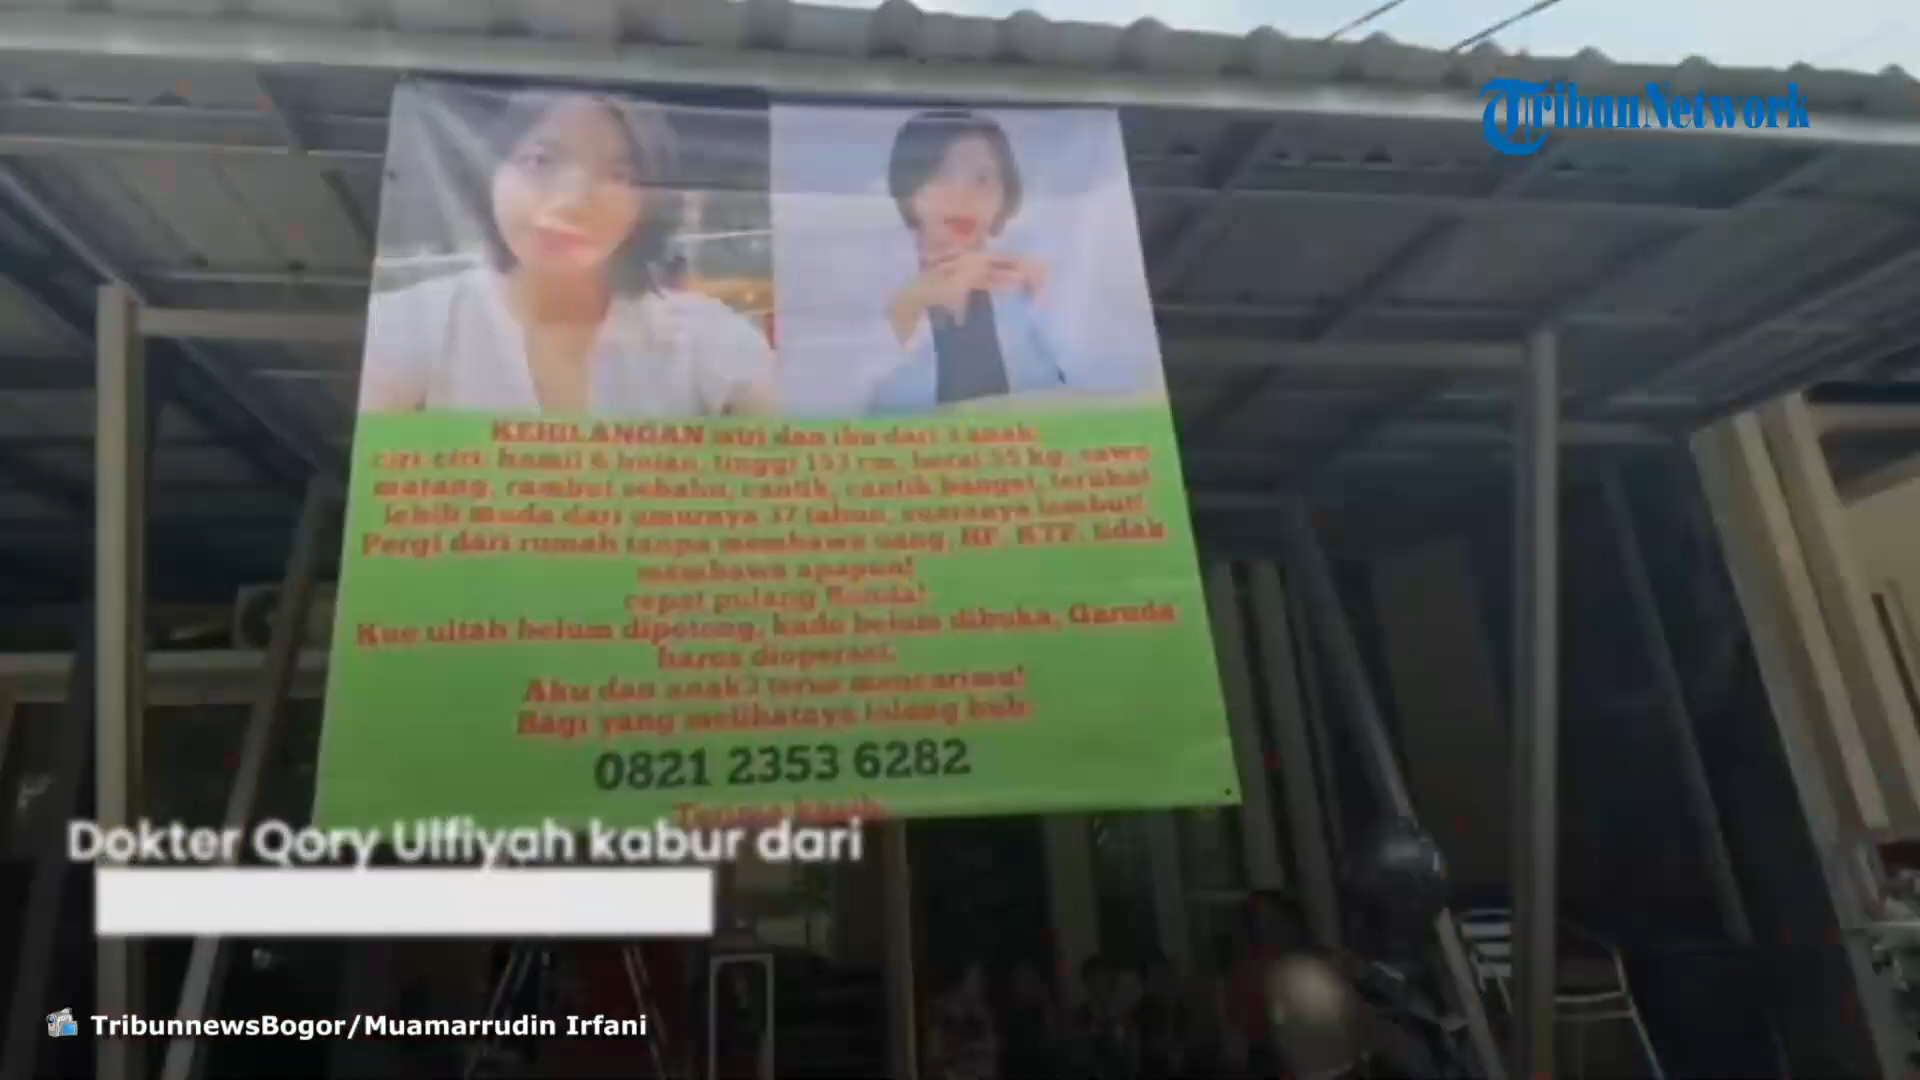 TribunNetwork
KEHILANGAN istri dan ibu dari 3 anak,
ciri-ciri: hamil 6 bulan, tinggi 153 cm, berat 55 kg, sawo
matang, rambut sebahu, cantik, cantik banget, terlihat
lebih muda dari umurnya 37 tahun, suaranya lembut!
Pergi dari rumah tanpa membawa uang, HP, KTP, tidak
membawa apapun!
cepat pulang Bunda!
Kue ultah belum dipotong, kado belum dibuka, Garuda
harus dioperasi.
Aku dan anak2 terus mencarimu!
Bagi yang melihatnya tolong hub:
0821 2353 6282
Terima kasih
Dokter Qory Ulfiyah kabur dari
TribunnewsBogor/Muamarrudin Irfani